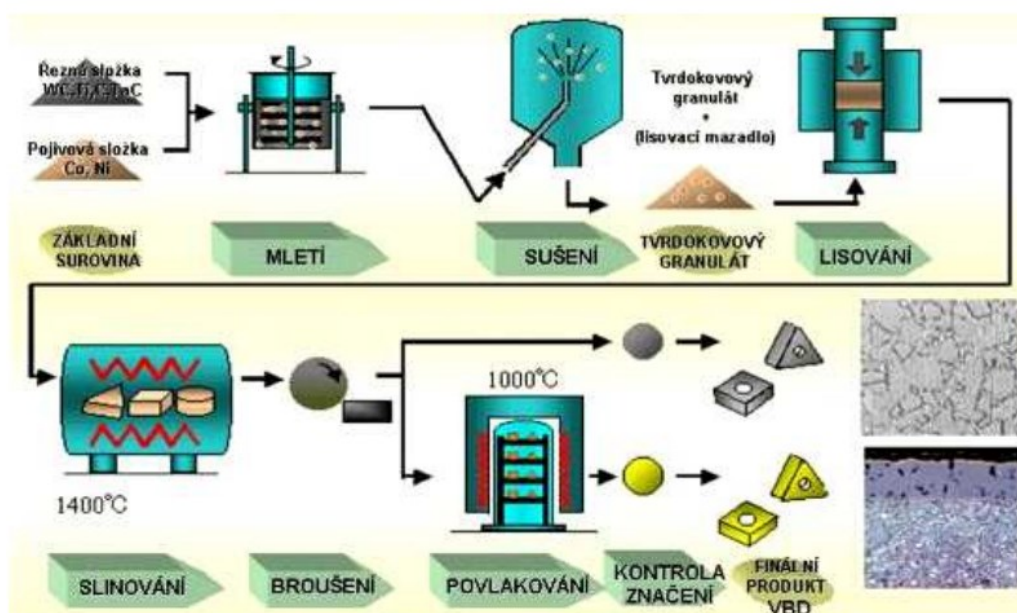 Řezná složka
WC,Ti,C,TaC
Pojivová složka
Co, Ni
Tvrdokovový
granulát
+
(lisovací mazadlo)
ZÁKLADNÍ
SUROVINA
MLETÍ
SUŠENÍ
TVRDOKOVOVÝ
GRANULÁT
LISOVÁNÍ
1400°C
1000°C
SLINOVÁNÍ
BROUŠENÍ
POVLAKOVÁNÍ
KONTROLA
ZNAČENÍ
FINÁLNÍ
PRODUKT
VBD